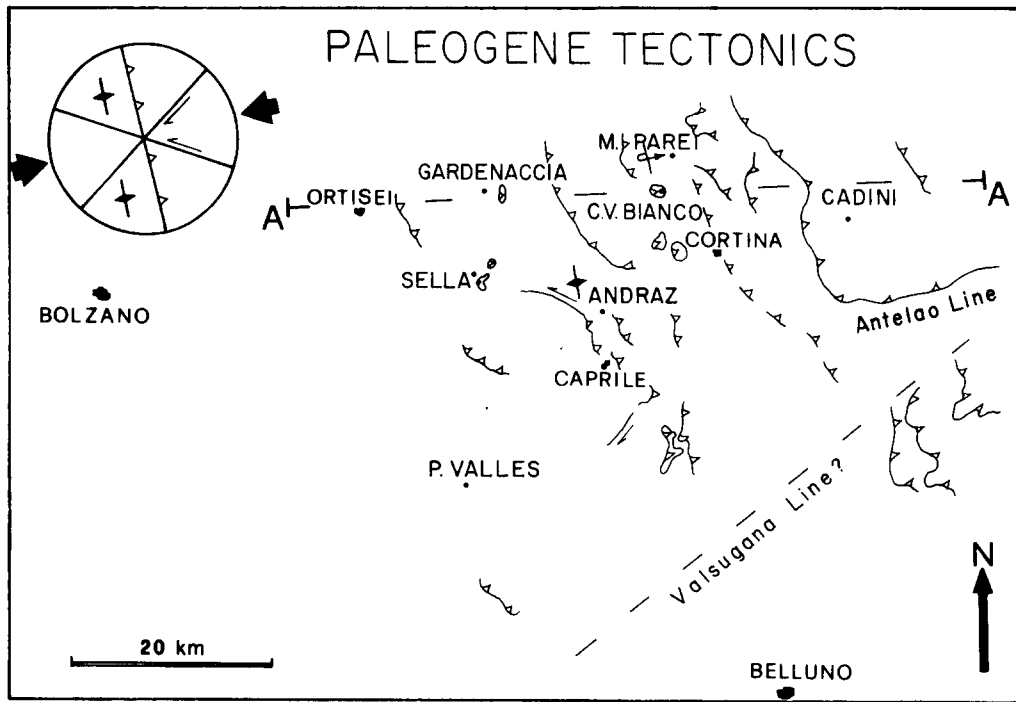 PALEOGENE TECTONICS
M. PAREI
GARDENACCIA
A
ORTISEI
C.V. BIANCO
CADINI
A
CORTINA
SELLA
BOLZANO
ANDRAZ
Antelao Line
CAPRILE
P. VALLES
Valsugana Line?
N
20 km
BELLUNO